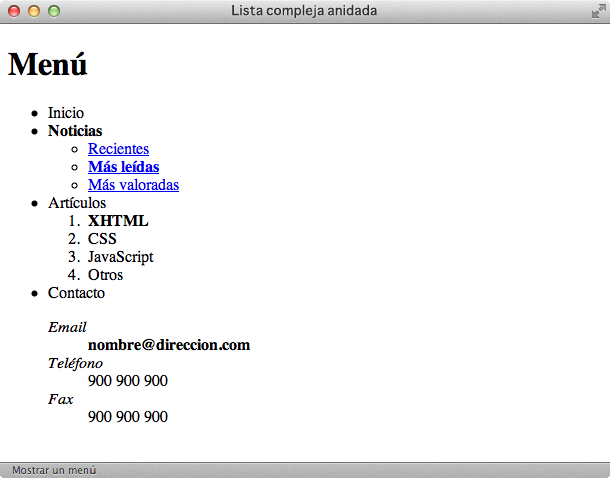 Lista compleja anidada
Menú
Inicio
Noticias
Recientes
Más leídas
Más valoradas
Artículos
1. XHTML
2. CSS
3. JavaScript
4. Otros
Contacto
Email
nombre@direccion.com
Teléfono
900 900 900
Fax
900 900 900
Mostrar un menú